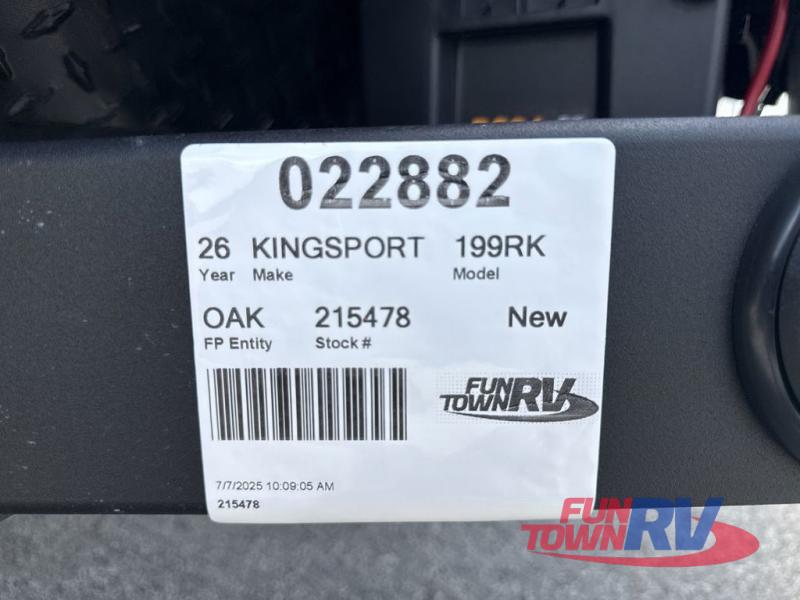 022882
26 KINGSPORT 199RK
Year Make Model
OAK 215478 New
FP Entity Stock #
FUN
TOWN RV
7/7/2025 10:09:05 AM
215478
FUN
TOWN RV